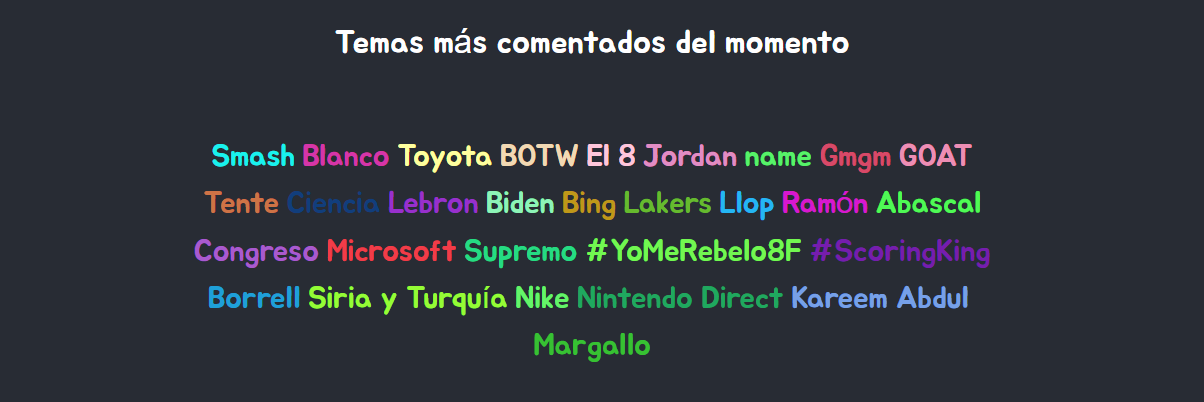 Temas más comentados del momento
Smash Blanco Toyota BOTW El 8 Jordan name Gmgm GOAT
Tente Ciencia Lebron Biden Bing Lakers Llop Ramón Abascal
Congreso Microsoft Supremo #YoMeRebelo8F #ScoringKing
Borrell Siria y Turquía Nike Nintendo Direct Kareem Abdul
Margallo